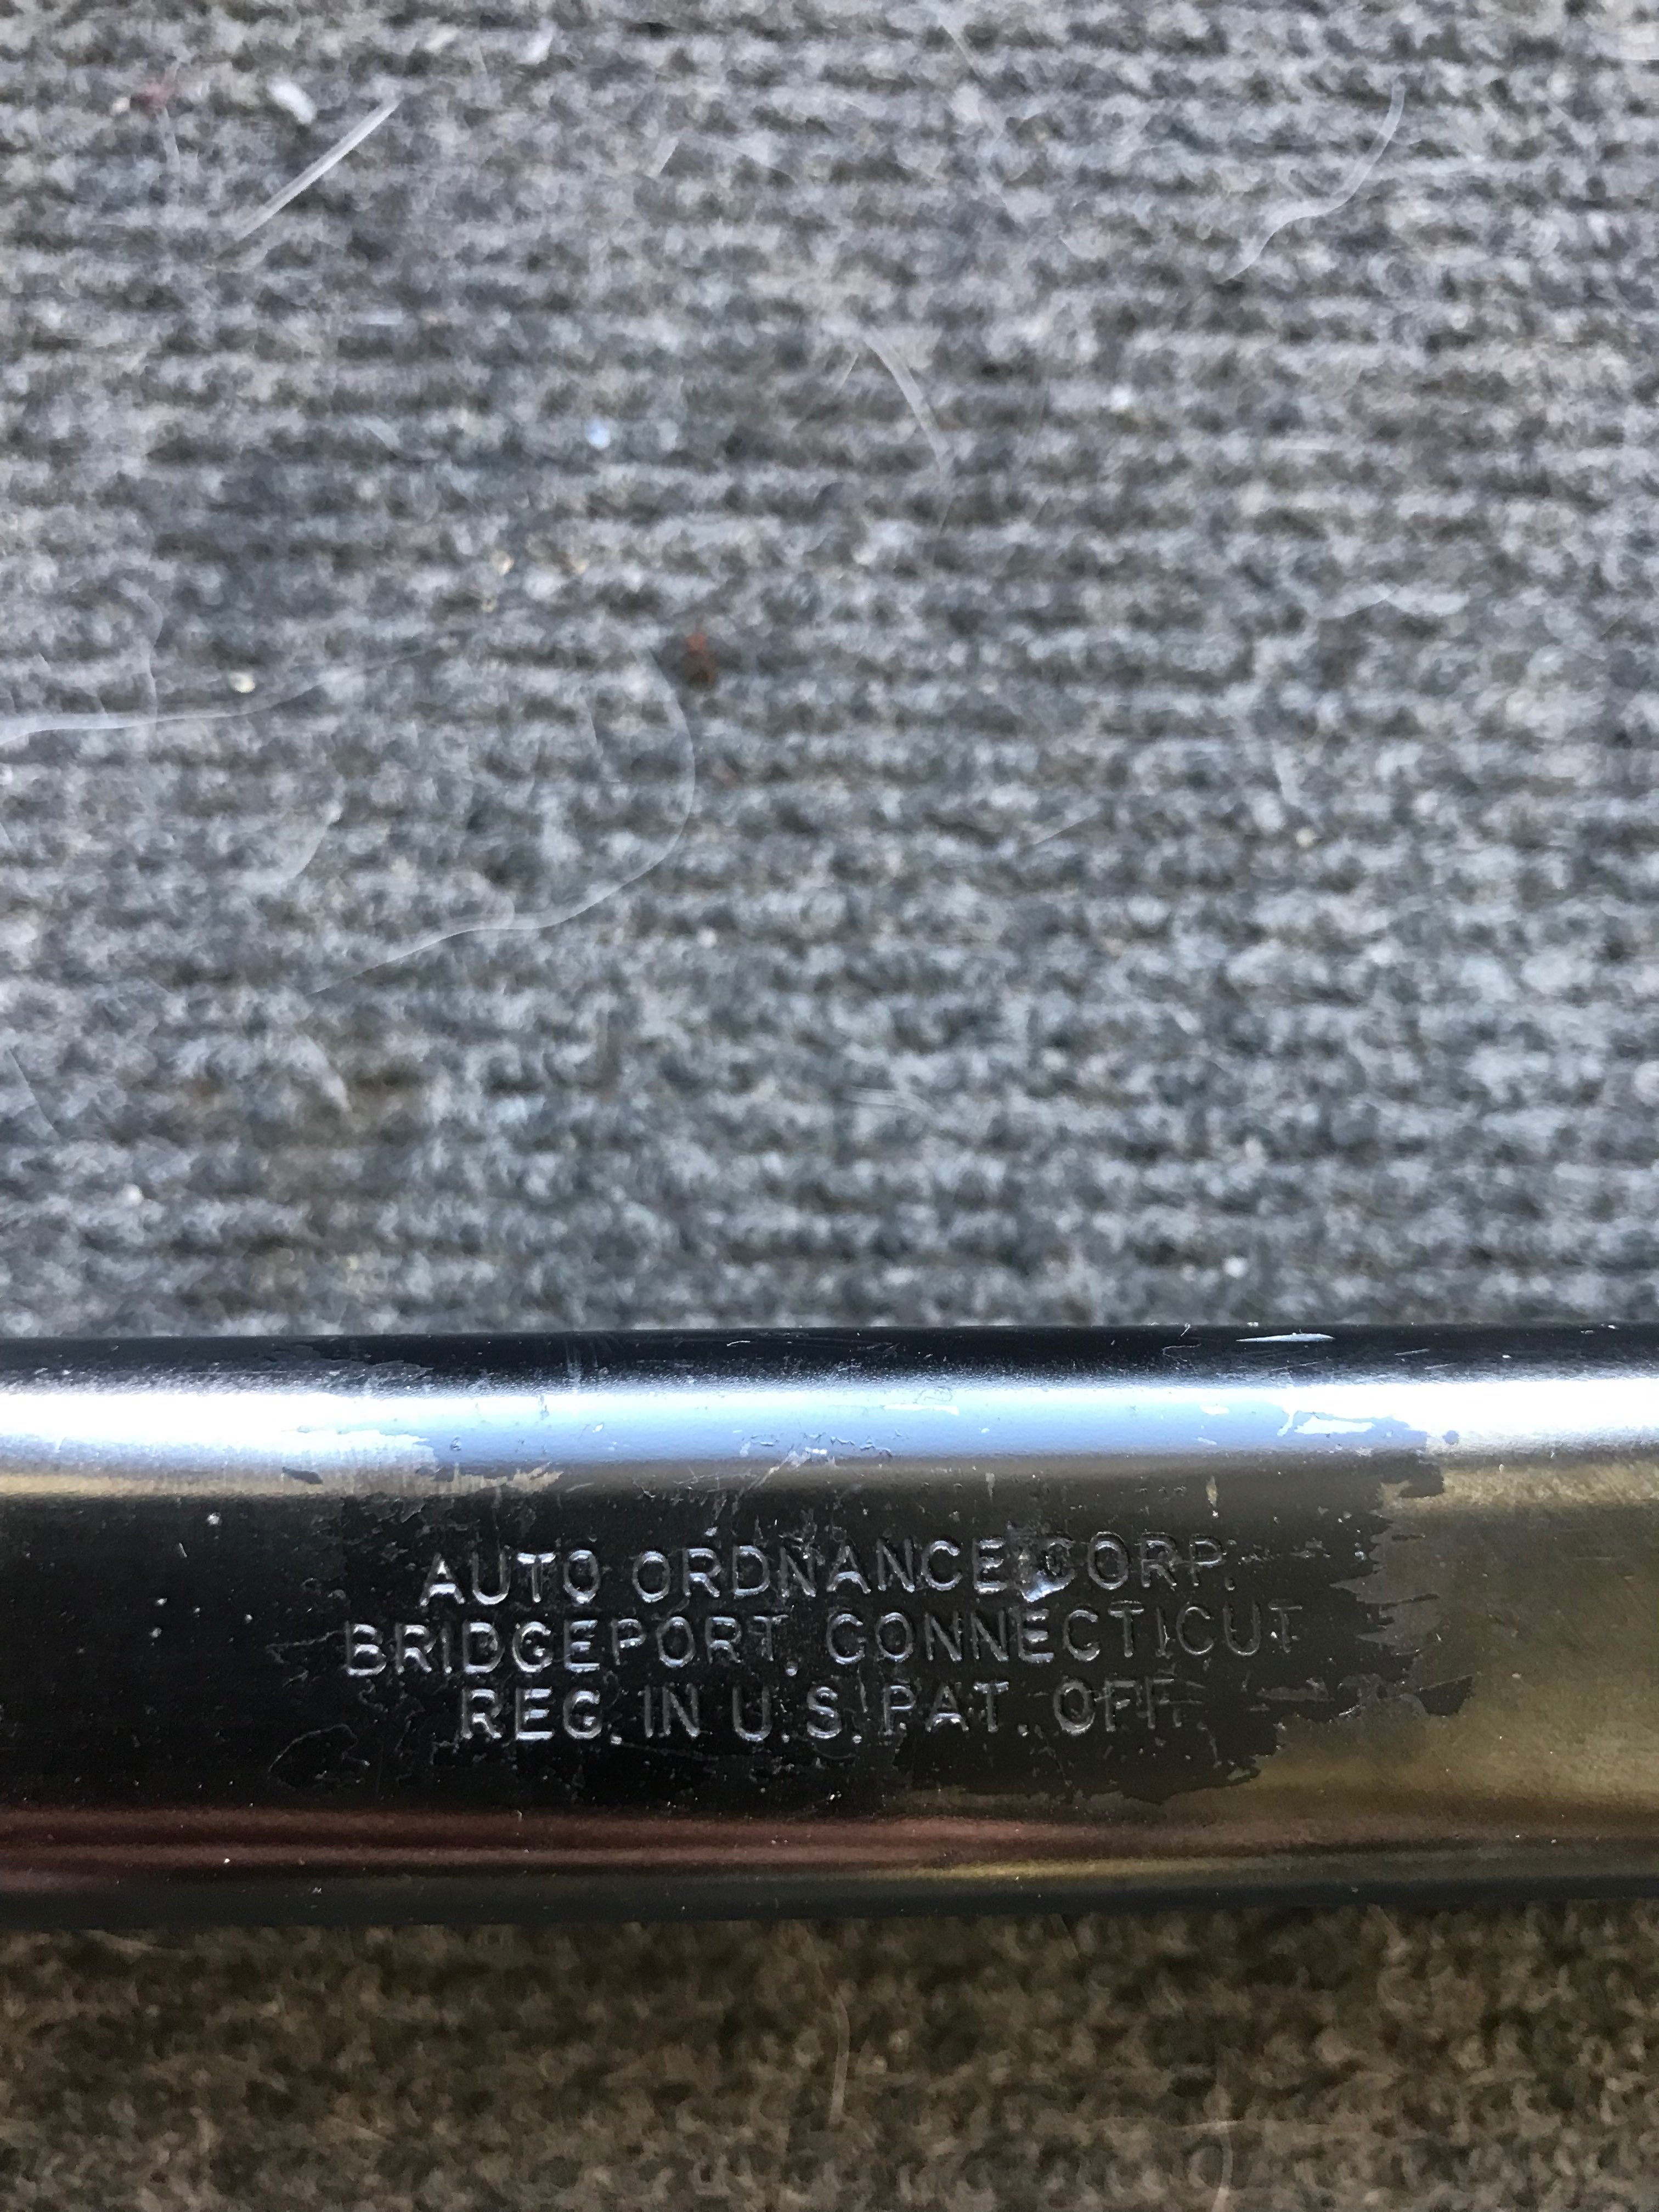 AUTO ORDNANCE CORP.
BRIDGEPORT, CONNECTICUT
REG. IN U.S. PAT. OFF.